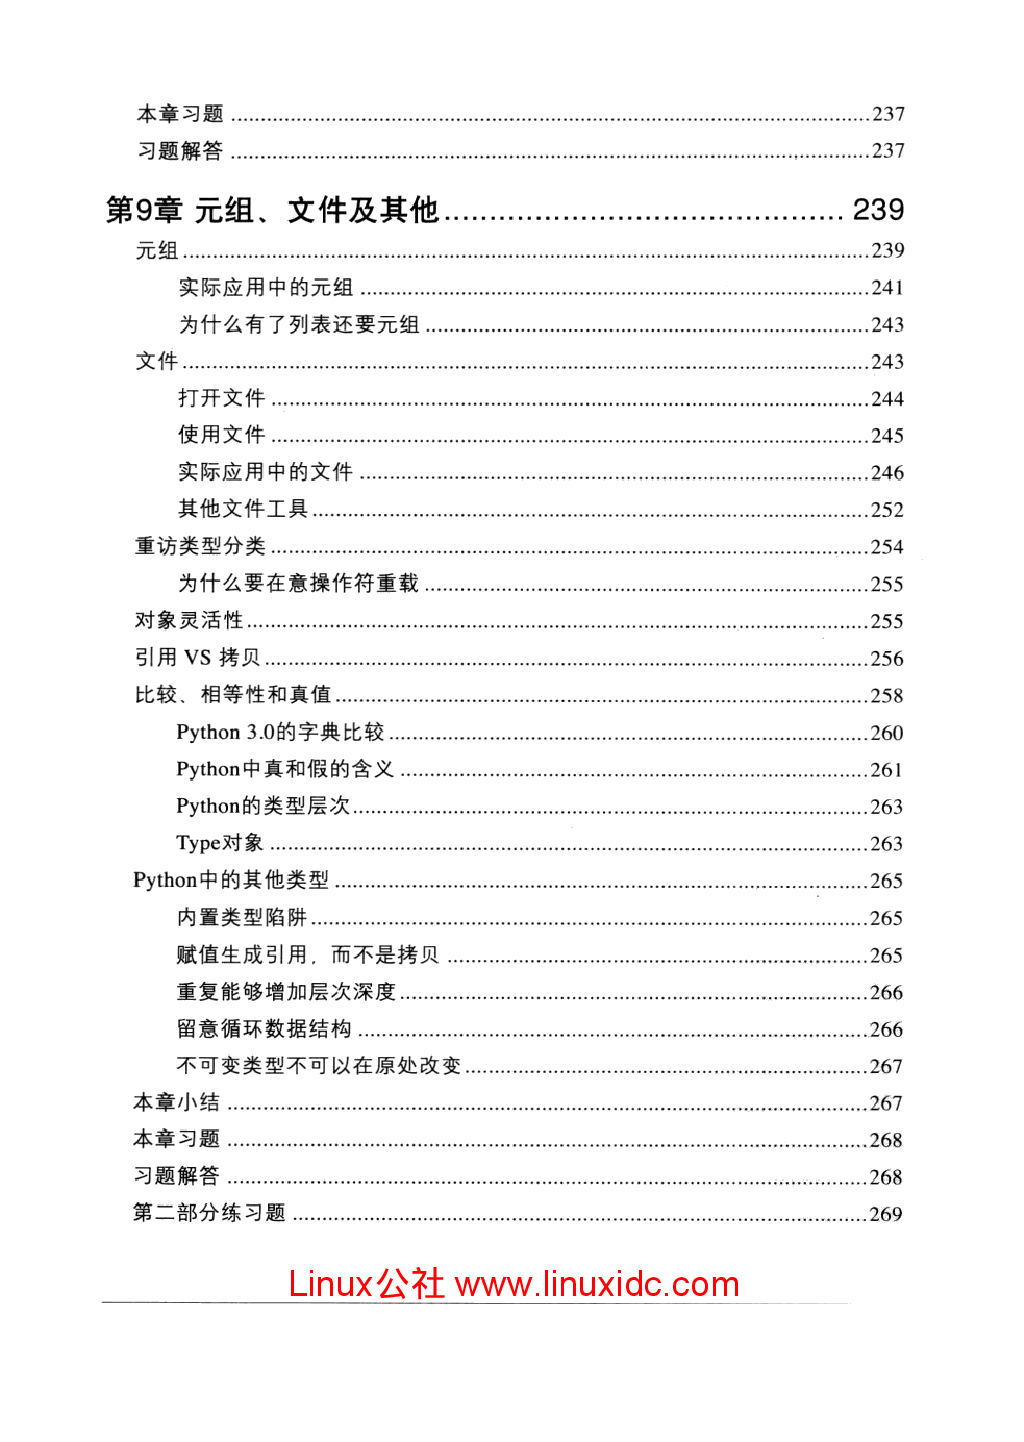 本章习题 237
习题解答 237
第9章 元组、文件及其他 239
元组 239
实际应用中的元组 241
为什么有了列表还要元组 243
文件 243
打开文件 244
使用文件 245
实际应用中的文件 246
其他文件工具 252
重访类型分类 254
为什么要在意操作符重载 255
对象灵活性 255
引用 VS 拷贝 256
比较、相等性和真值 258
Python 3.0的字典比较 260
Python中真和假的含义 261
Python的类型层次 263
Type对象 263
Python中的其他类型 265
内置类型陷阱 265
赋值生成引用，而不是拷贝 265
重复能够增加层次深度 266
留意循环数据结构 266
不可变类型不可以在原处改变 267
本章小结 267
本章习题 268
习题解答 268
第二部分练习题 269
Linux公社 www.linuxidc.com